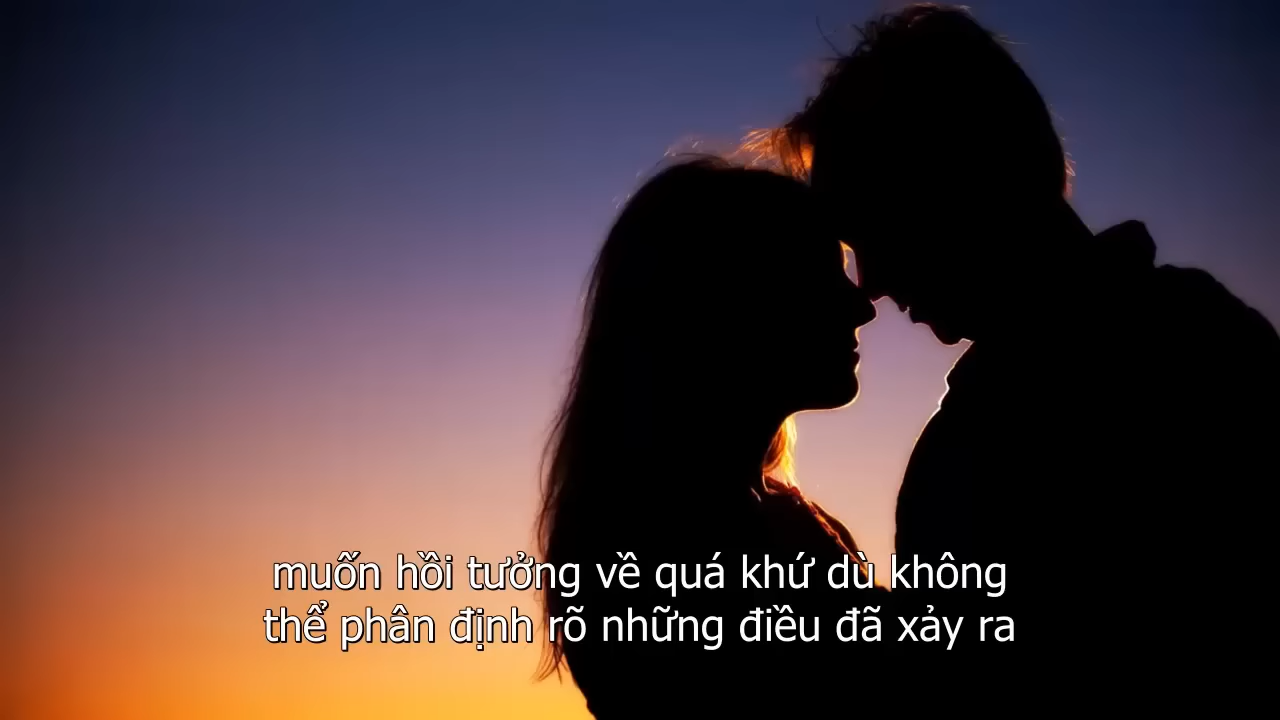 muốn hồi tưởng về quá khứ dù không
thể phân định rõ những điều đã xảy ra